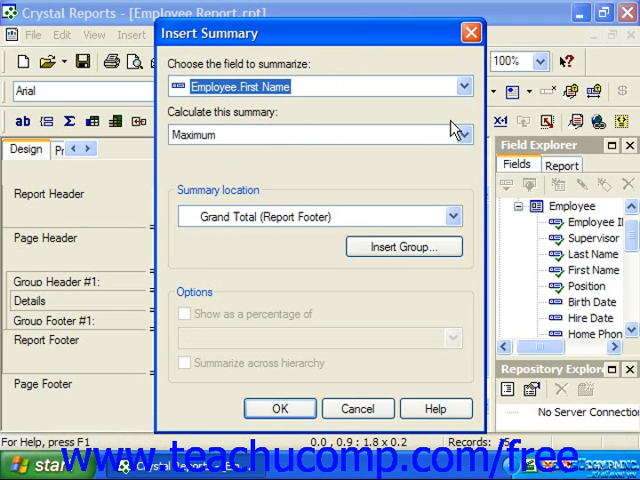 Crystal Reports - [Employee Report.rpt]
Insert Summary
File Edit View Insert
Choose the field to summarize:
100%
Employee.First Name
Arial
Calculate this summary:
ab
Maximum
Design
Field Explorer
Fields Report
Report Header
Summary location
Employee
Grand Total (Report Footer)
Supervisor
Page Header
Insert Group...
Last Name
First Name
Group Header #1:
Options
Position
Details
Show as a percentage of
Birth Date
Group Footer #1:
Hire Date
Report Footer
Home Phon
Summarize across hierarchy
Repository Explorer
Page Footer
OK Cancel Help
No Server Connection
For Help, press F1
0.0 , 0.9 : 1.8 x 0.2
Records:
www.teachucomp.com/free
start